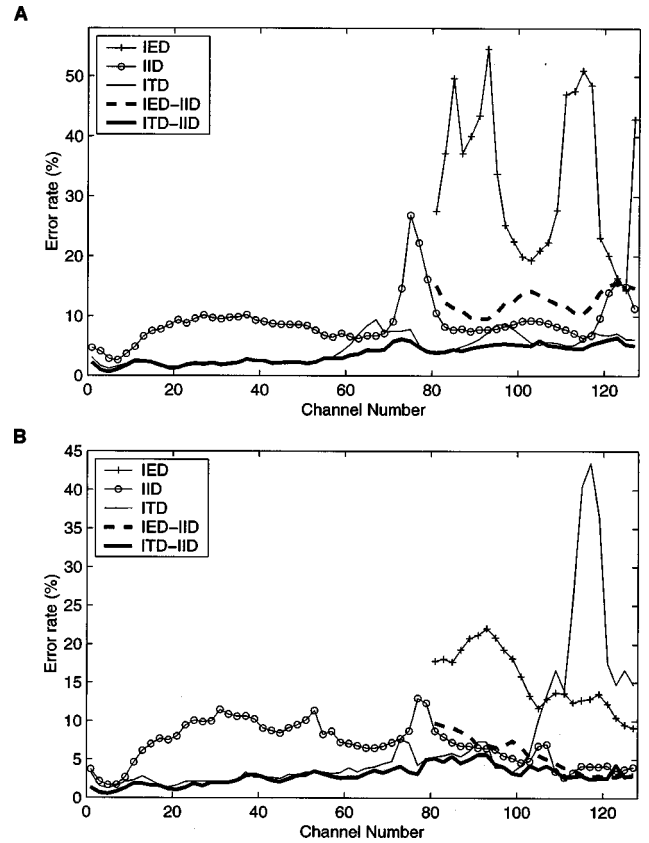 A
IED
IID
ITD
IED-IID
ITD-IID
50
40
30
20
10
0
Error rate (%)
0 20 40 60 80 100 120
Channel Number
B
45
40
35
30
25
20
15
10
5
0
IED
IID
ITD
IED-IID
ITD-IID
Error rate (%)
0 20 40 60 80 100 120
Channel Number